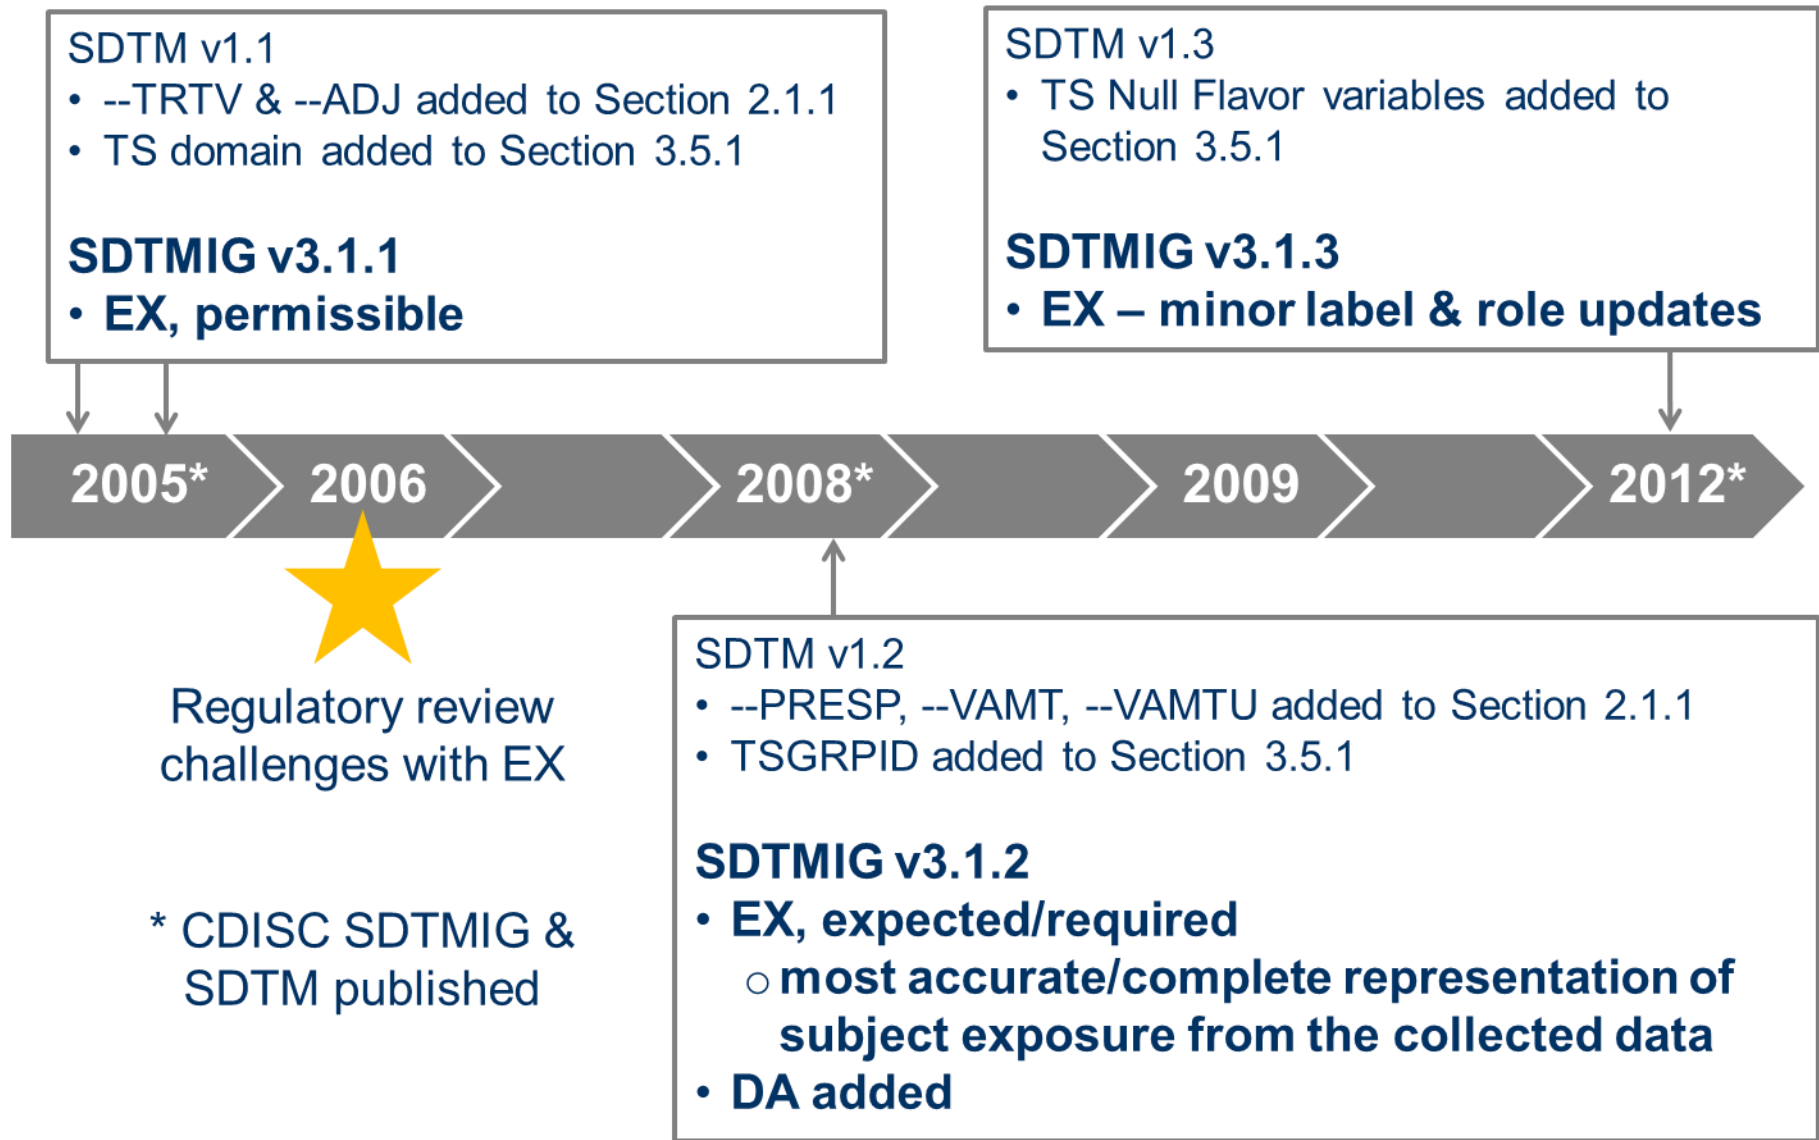 SDTM v1.1
• --TRTV & --ADJ added to Section 2.1.1
• TS domain added to Section 3.5.1
SDTMIG v3.1.1
• EX, permissible
SDTM v1.3
• TS Null Flavor variables added to
Section 3.5.1
SDTMIG v3.1.3
• EX – minor label & role updates
2005*
2006
2008*
2009
2012*
Regulatory review
challenges with EX
* CDISC SDTMIG &
SDTM published
SDTM v1.2
• --PRESP, --VAMT, --VAMTU added to Section 2.1.1
• TSGRPID added to Section 3.5.1
SDTMIG v3.1.2
• EX, expected/required
○ most accurate/complete representation of
subject exposure from the collected data
• DA added